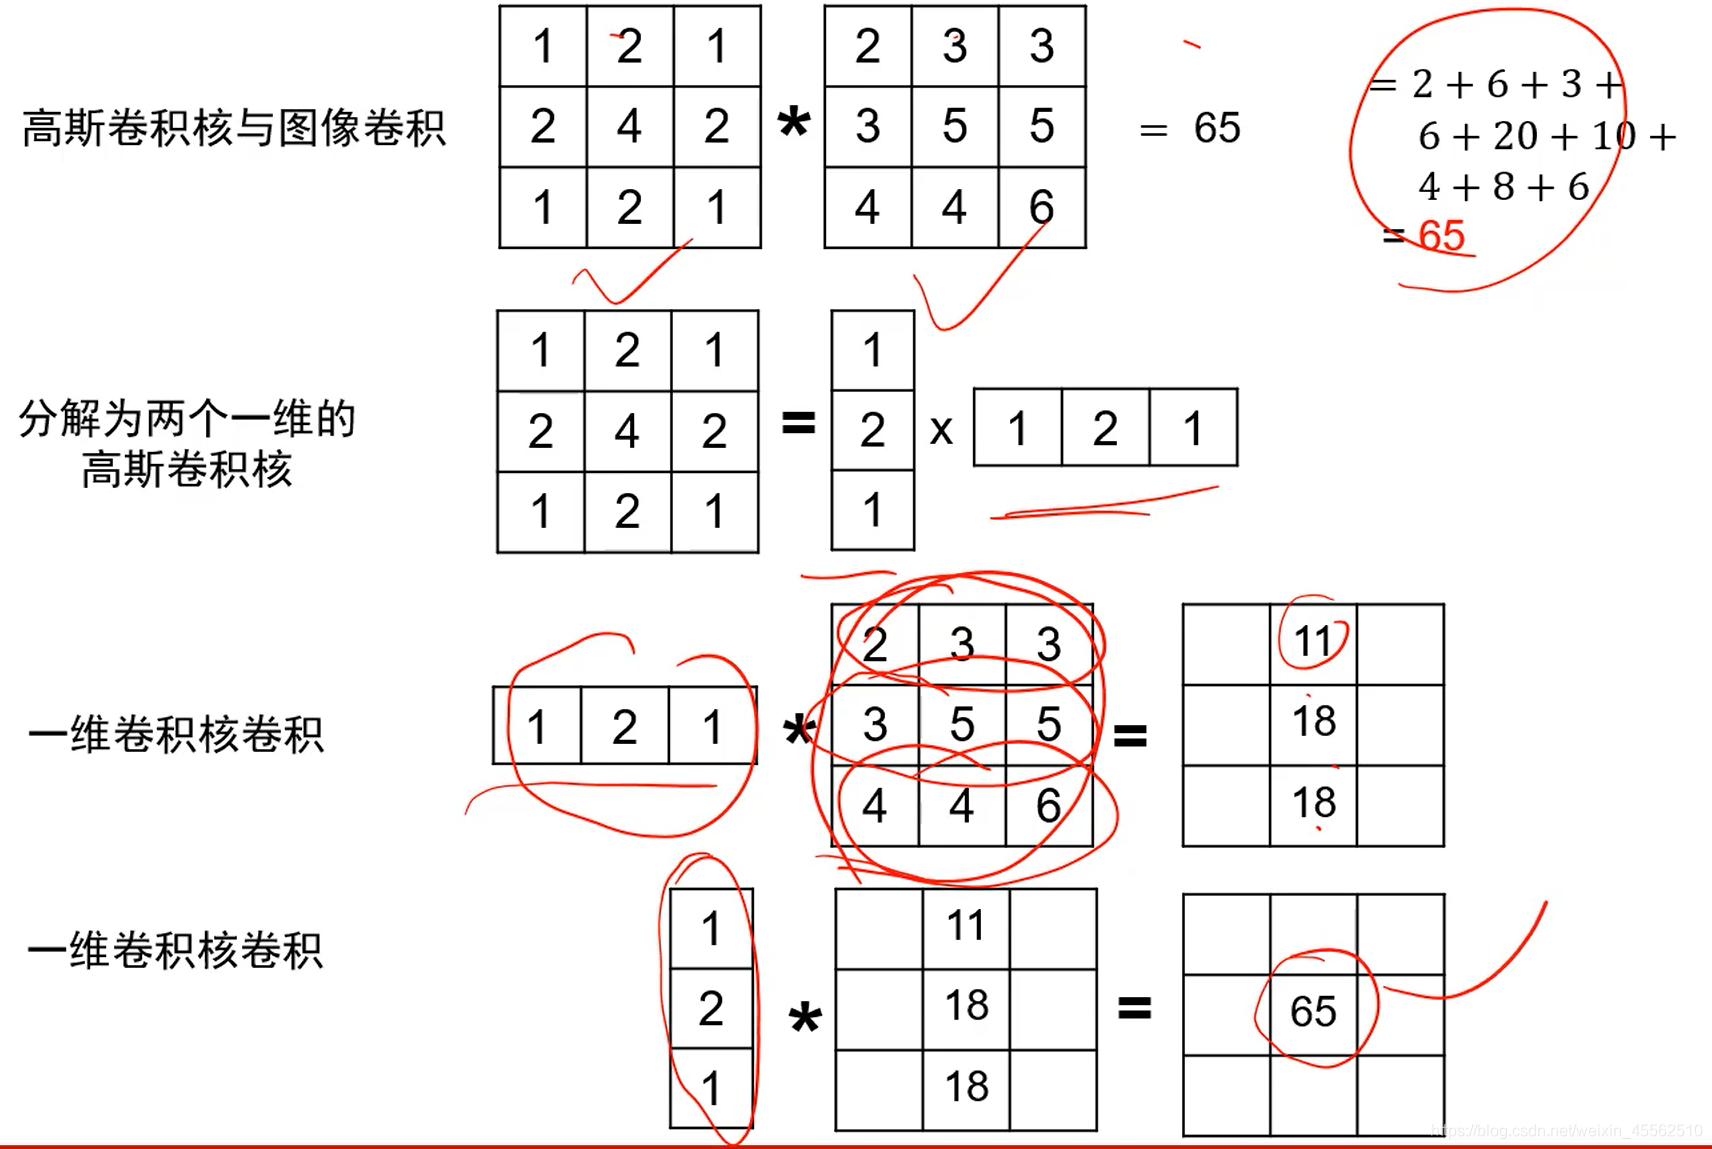 1 2 1 2 3 3
= 2 + 6 + 3 +
高斯卷积核与图像卷积 2 4 2 * 3 5 5 = 65
6 + 20 + 10 +
4 + 8 + 6
1 2 1 4 4 6
= 65
1 2 1 1
分解为两个一维的
高斯卷积核
2 4 2 = 2 x 1 2 1
1 2 1 1
2 3 3 11
一维卷积核卷积 1 2 1 * 3 5 5 = 18
4 4 6 18
1 11
一维卷积核卷积
2 * 18 = 65
1 18
https://blog.csdn.net/weixin_45562510